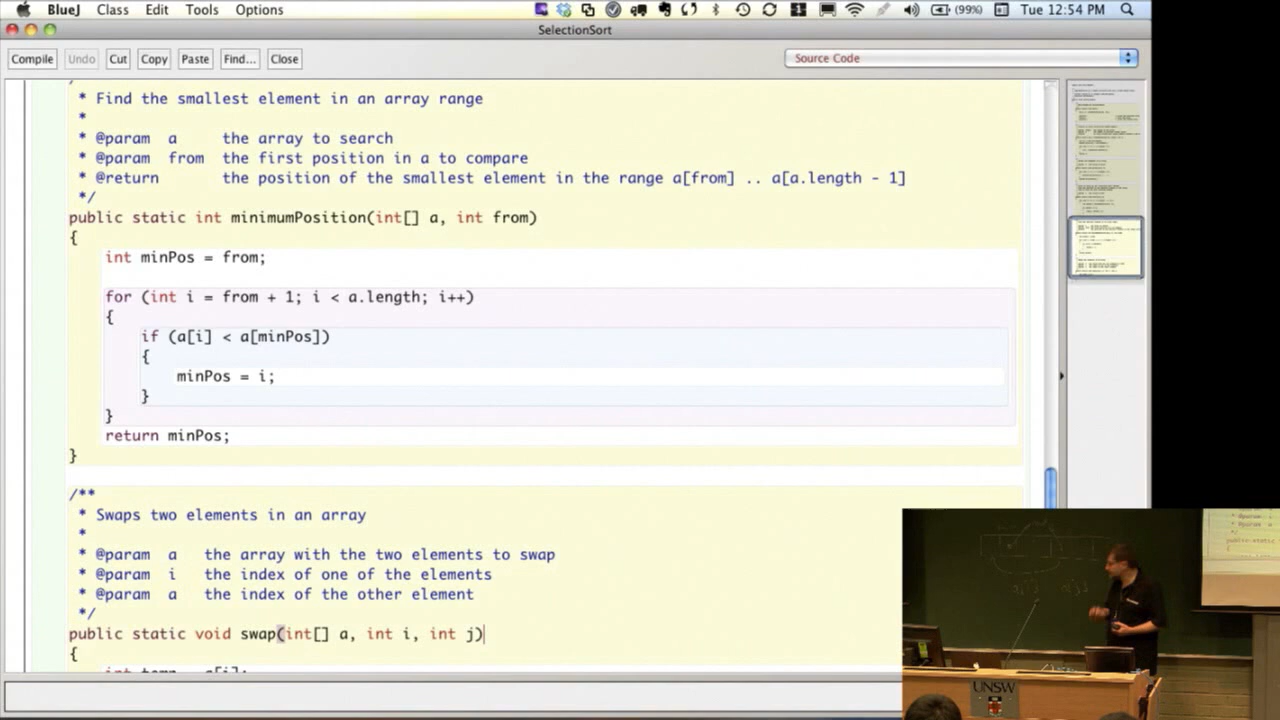 BlueJ Class Edit Tools Options (99%) Tue 12:54 PM
SelectionSort
Compile Undo Cut Copy Paste Find... Close Source Code
* Find the smallest element in an array range
*
* @param a the array to search
* @param from the first position in a to compare
* @return the position of the smallest element in the range a[from] .. a[a.length - 1]
*/
public static int minimumPosition(int[] a, int from)
{
int minPos = from;
for (int i = from + 1; i < a.length; i++)
{
if (a[i] < a[minPos])
{
minPos = i;
}
}
return minPos;
}
/**
* Swaps two elements in an array
*
* @param a the array with the two elements to swap
* @param i the index of one of the elements
* @param a the index of the other element
*/
public static void swap(int[] a, int i, int j)
{
int temp = a[i];
UNSW